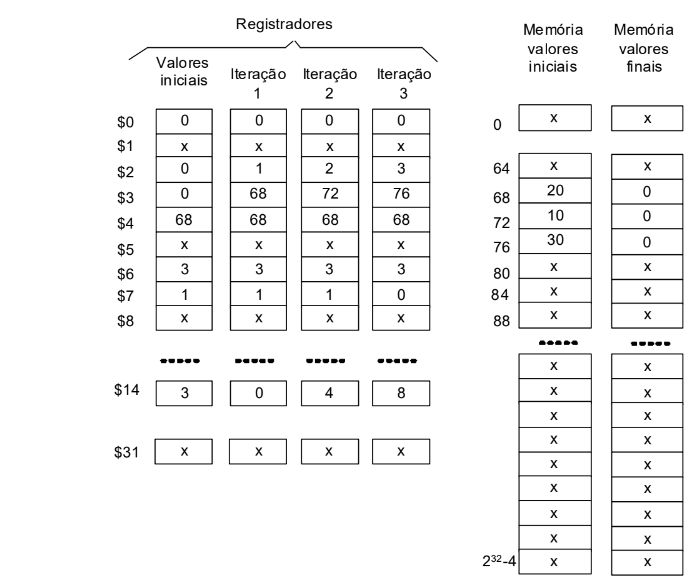 Registradores
Valores iniciais Iteração 1 Iteração 2 Iteração 3
$0 0 0 0 0
$1 x x x x
$2 0 1 2 3
$3 0 68 72 76
$4 68 68 68 68
$5 x x x x
$6 3 3 3 3
$7 1 1 1 0
$8 x x x x
$14 3 0 4 8
$31 x x x x
Memória valores iniciais Memória valores finais
0 x x
64 x x
68 20 0
72 10 0
76 30 0
80 x x
84 x x
88 x x
x x
x x
x x
x x
x x
x x
x x
x x
2³²-4 x x